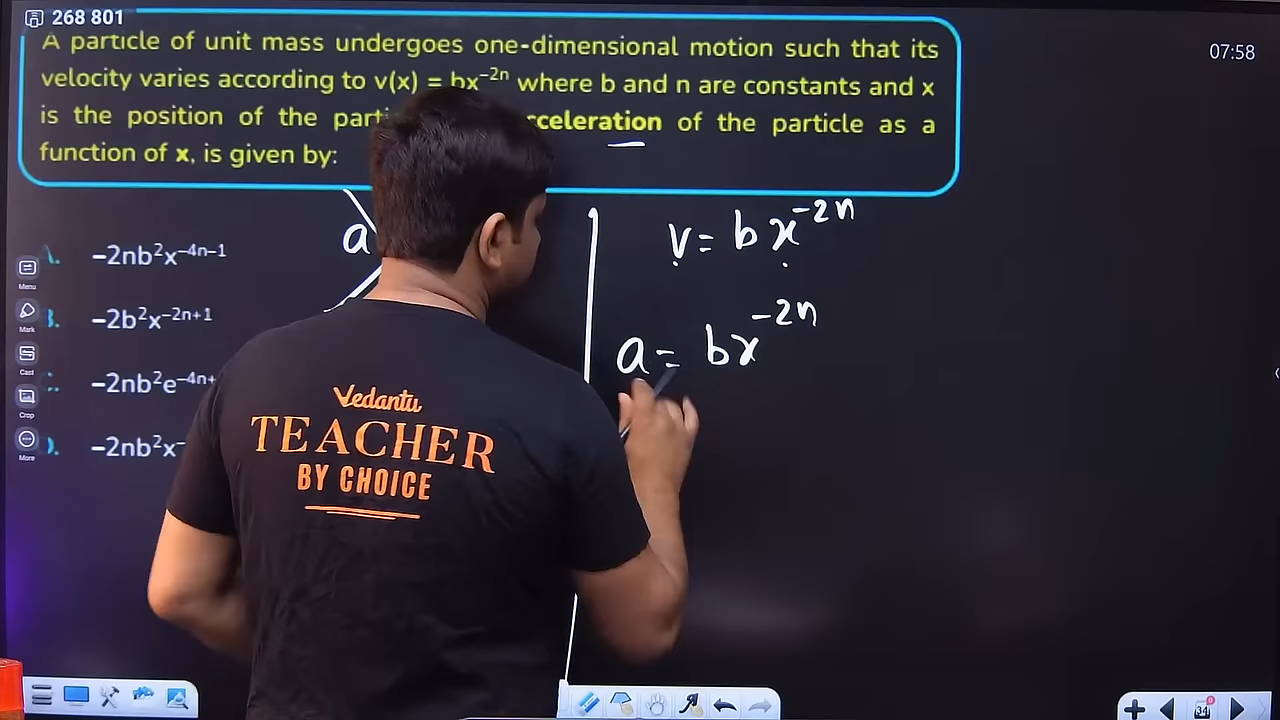 268 801
07:58
A particle of unit mass undergoes one-dimensional motion such that its
velocity varies according to v(x) = bx⁻²ⁿ where b and n are constants and x
is the position of the parti cceleration of the particle as a
function of x, is given by:
a
−2nb²x⁻⁴ⁿ⁻¹
−2b²x⁻²ⁿ⁺¹
−2nb²e⁻⁴ⁿ⁺
−2nb²x⁻
v = bx⁻²ⁿ
a = bx⁻²ⁿ
Menu
Mark
Cast
Crop
More
Vedantu
TEACHER
BY CHOICE
34